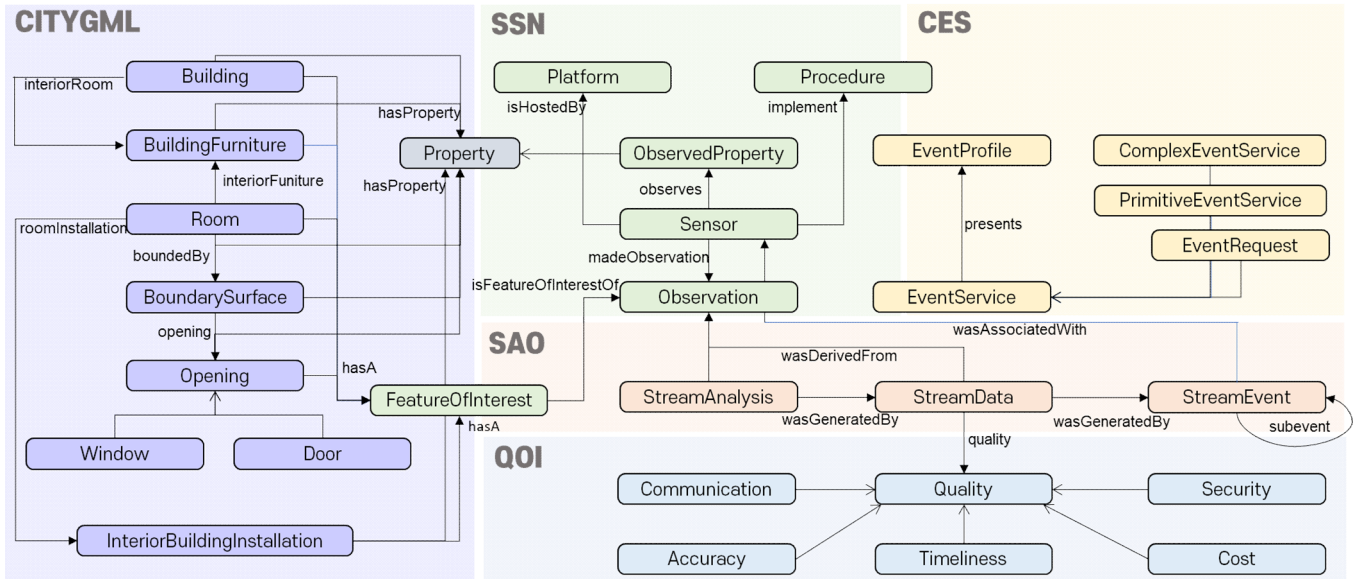 CITYGML
Building
interiorRoom
BuildingFurniture
interiorFuniture
Room
roomInstallation
boundedBy
BoundarySurface
opening
Opening
hasA
Window
Door
InteriorBuildingInstallation
hasProperty
Property
hasProperty
FeatureOfInterest
hasA
isFeatureOfInterestOf
SSN
Platform
Procedure
isHostedBy
implement
ObservedProperty
observes
Sensor
madeObservation
Observation
CES
EventProfile
ComplexEventService
PrimitiveEventService
presents
EventRequest
EventService
SAO
wasAssociatedWith
wasDerivedFrom
StreamAnalysis
StreamData
StreamEvent
wasGeneratedBy
wasGeneratedBy
subevent
QOI
quality
Communication
Quality
Security
Accuracy
Timeliness
Cost